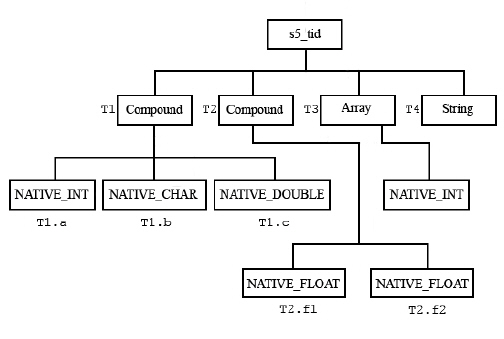 s5_tid
T1 Compound T2 Compound T3 Array T4 String
NATIVE_INT NATIVE_CHAR NATIVE_DOUBLE NATIVE_INT
T1.a T1.b T1.c
NATIVE_FLOAT NATIVE_FLOAT
T2.f1 T2.f2